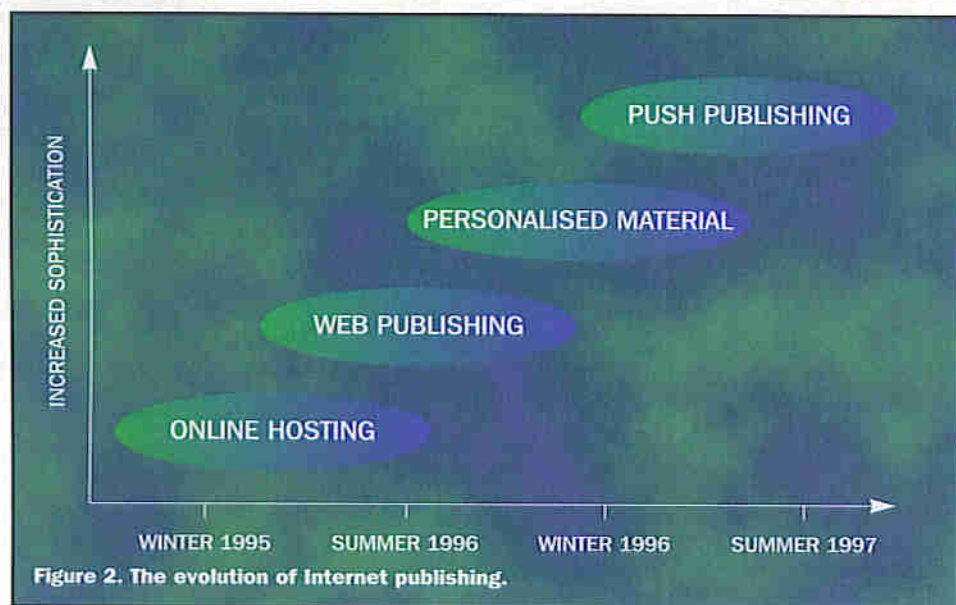 INCREASED SOPHISTICATION
PUSH PUBLISHING
PERSONALISED MATERIAL
WEB PUBLISHING
ONLINE HOSTING
WINTER 1995 SUMMER 1996 WINTER 1996 SUMMER 1997
Figure 2. The evolution of Internet publishing.